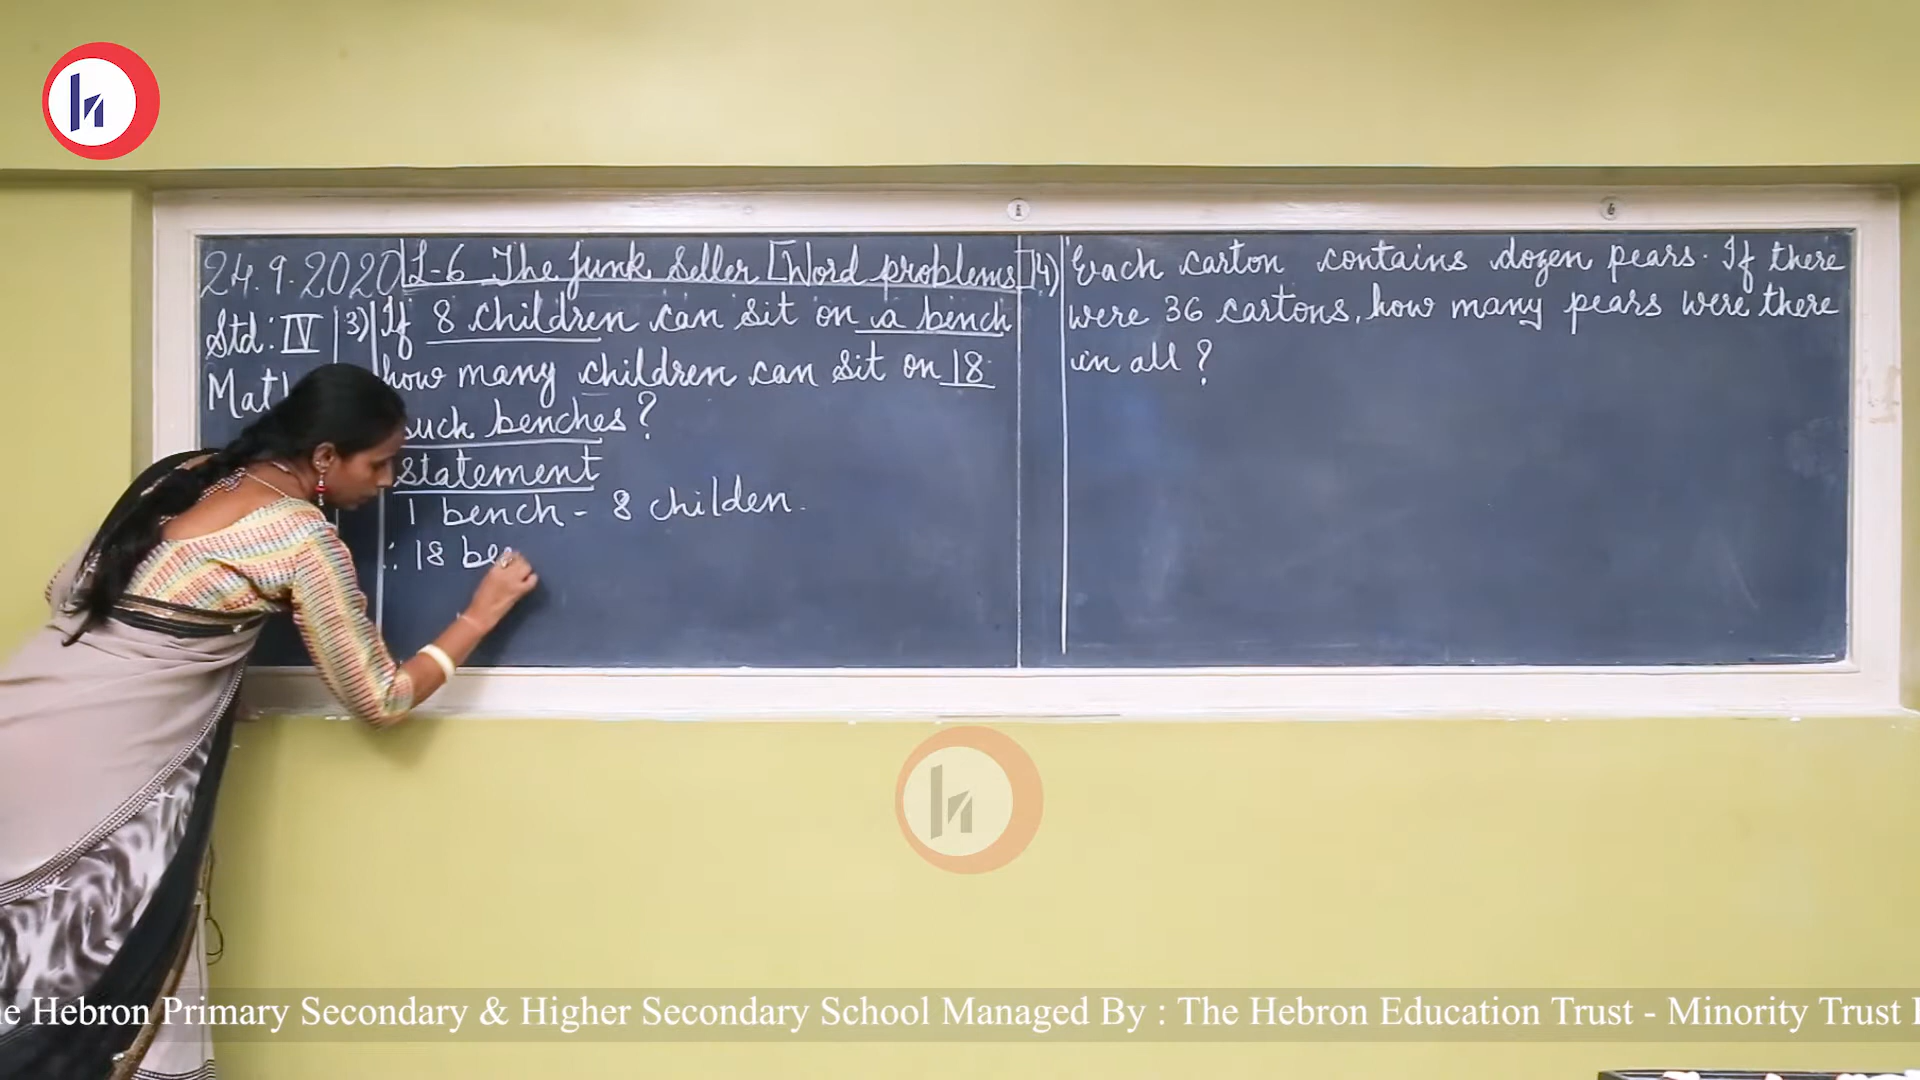 24.9.2020
Std: IV
L-6 The Junk Seller [Word problems]
3) If 8 children can sit on a bench
how many children can sit on 18
such benches?
statement
1 bench - 8 childen.
∴ 18 be
4) Each carton contains dozen pears. If there
were 36 cartons, how many pears were there
in all?
Hebron Primary Secondary & Higher Secondary School Managed By : The Hebron Education Trust - Minority Trust